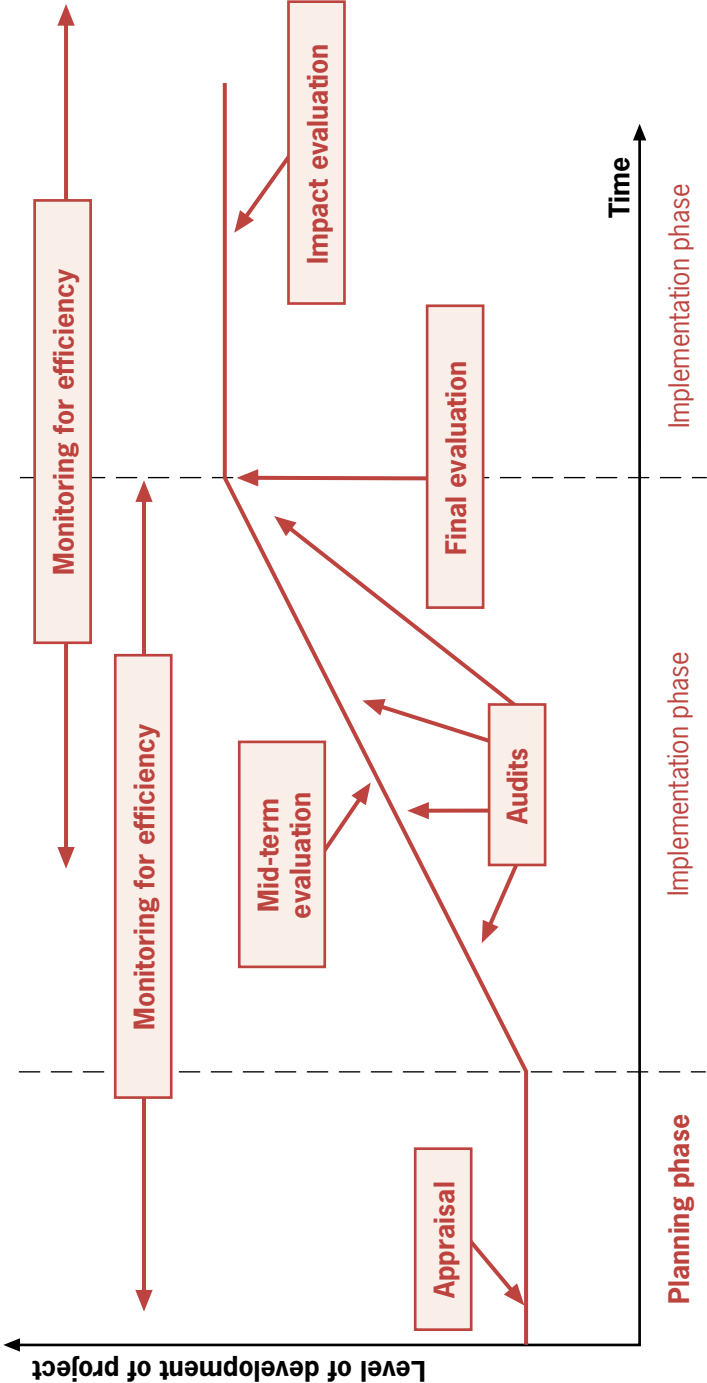 Level of development of project
Monitoring for efficiency
Monitoring for efficiency
Mid-term
evaluation
Impact evaluation
Appraisal
Final evaluation
Audits
Time
Planning phase
Implementation phase
Implementation phase